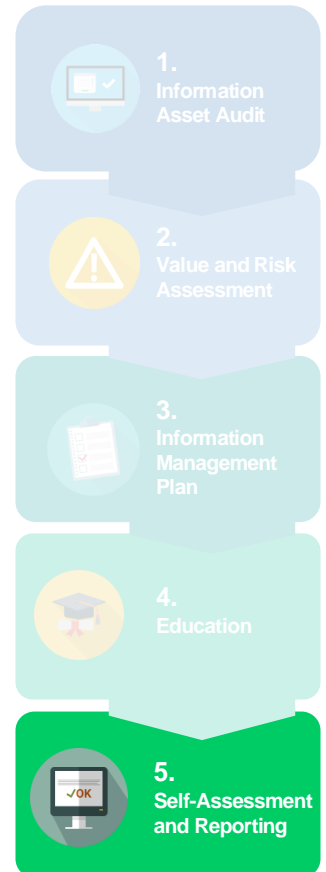 1.
Information
Asset Audit
2.
Value and Risk
Assessment
3.
Information
Management
Plan
4.
Education
5.
Self-Assessment
and Reporting
✓OK